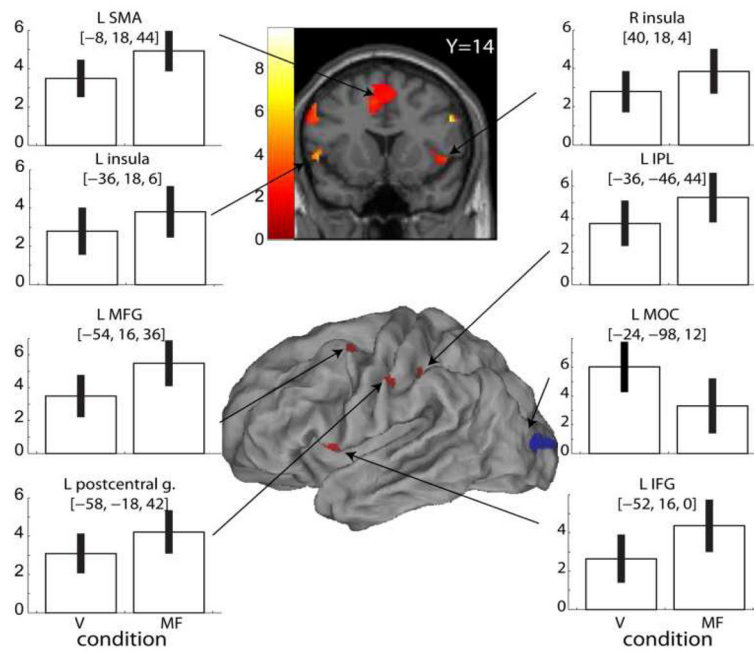 L SMA
[−8, 18, 44]
6
4
2
0
L insula
[−36, 18, 6]
6
4
2
0
L MFG
[−54, 16, 36]
6
4
2
0
L postcentral g.
[−58, −18, 42]
6
4
2
0
V MF
condition
Y=14
8
6
4
2
0
R insula
[40, 18, 4]
6
4
2
0
L IPL
[−36, −46, 44]
6
4
2
0
L MOC
[−24, −98, 12]
6
4
2
0
L IFG
[−52, 16, 0]
6
4
2
0
V MF
condition